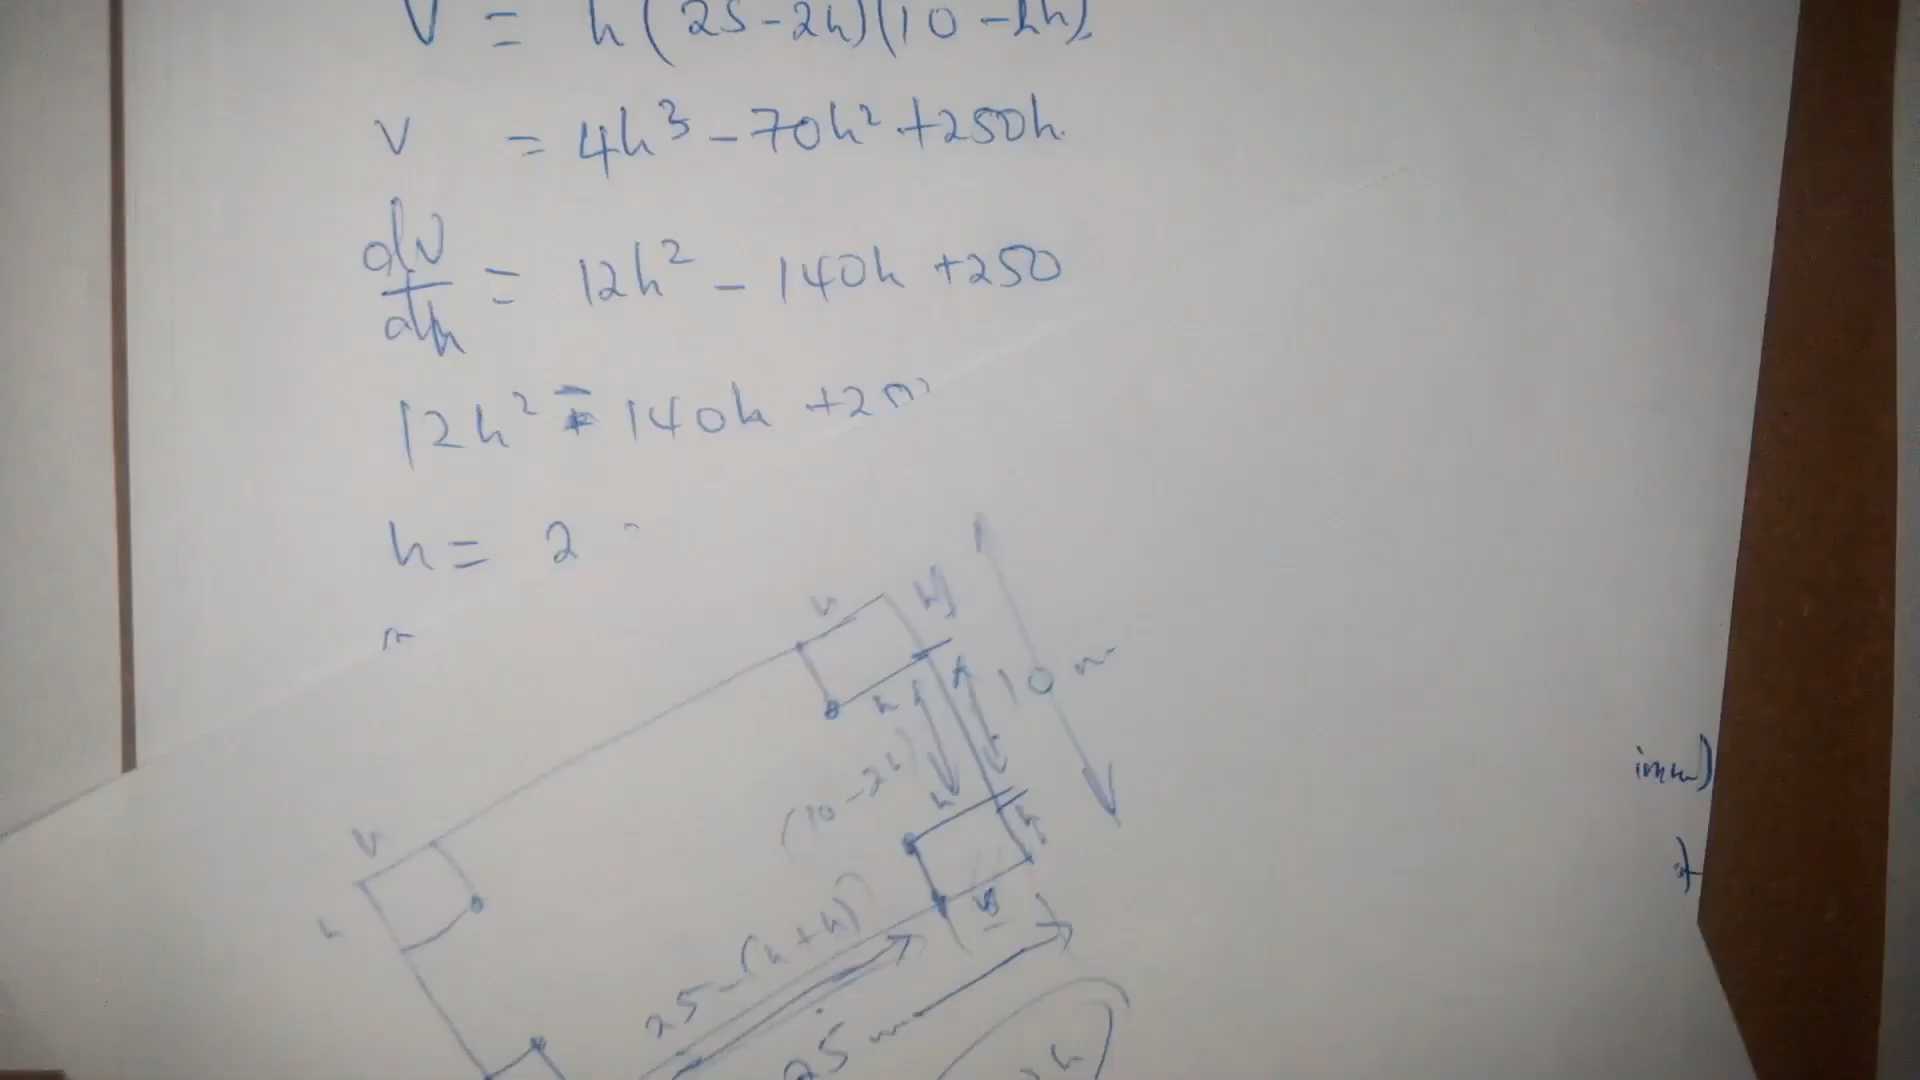 V = h(25-2h)(10-2h)
V = 4h³ - 70h² + 250h
dV/dh = 12h² - 140h + 250
12h² - 140h + 2
h = 2
h
h
h
10 m
(10-2h)
h
h
h
h
h
25-(h+h)
25 m
h